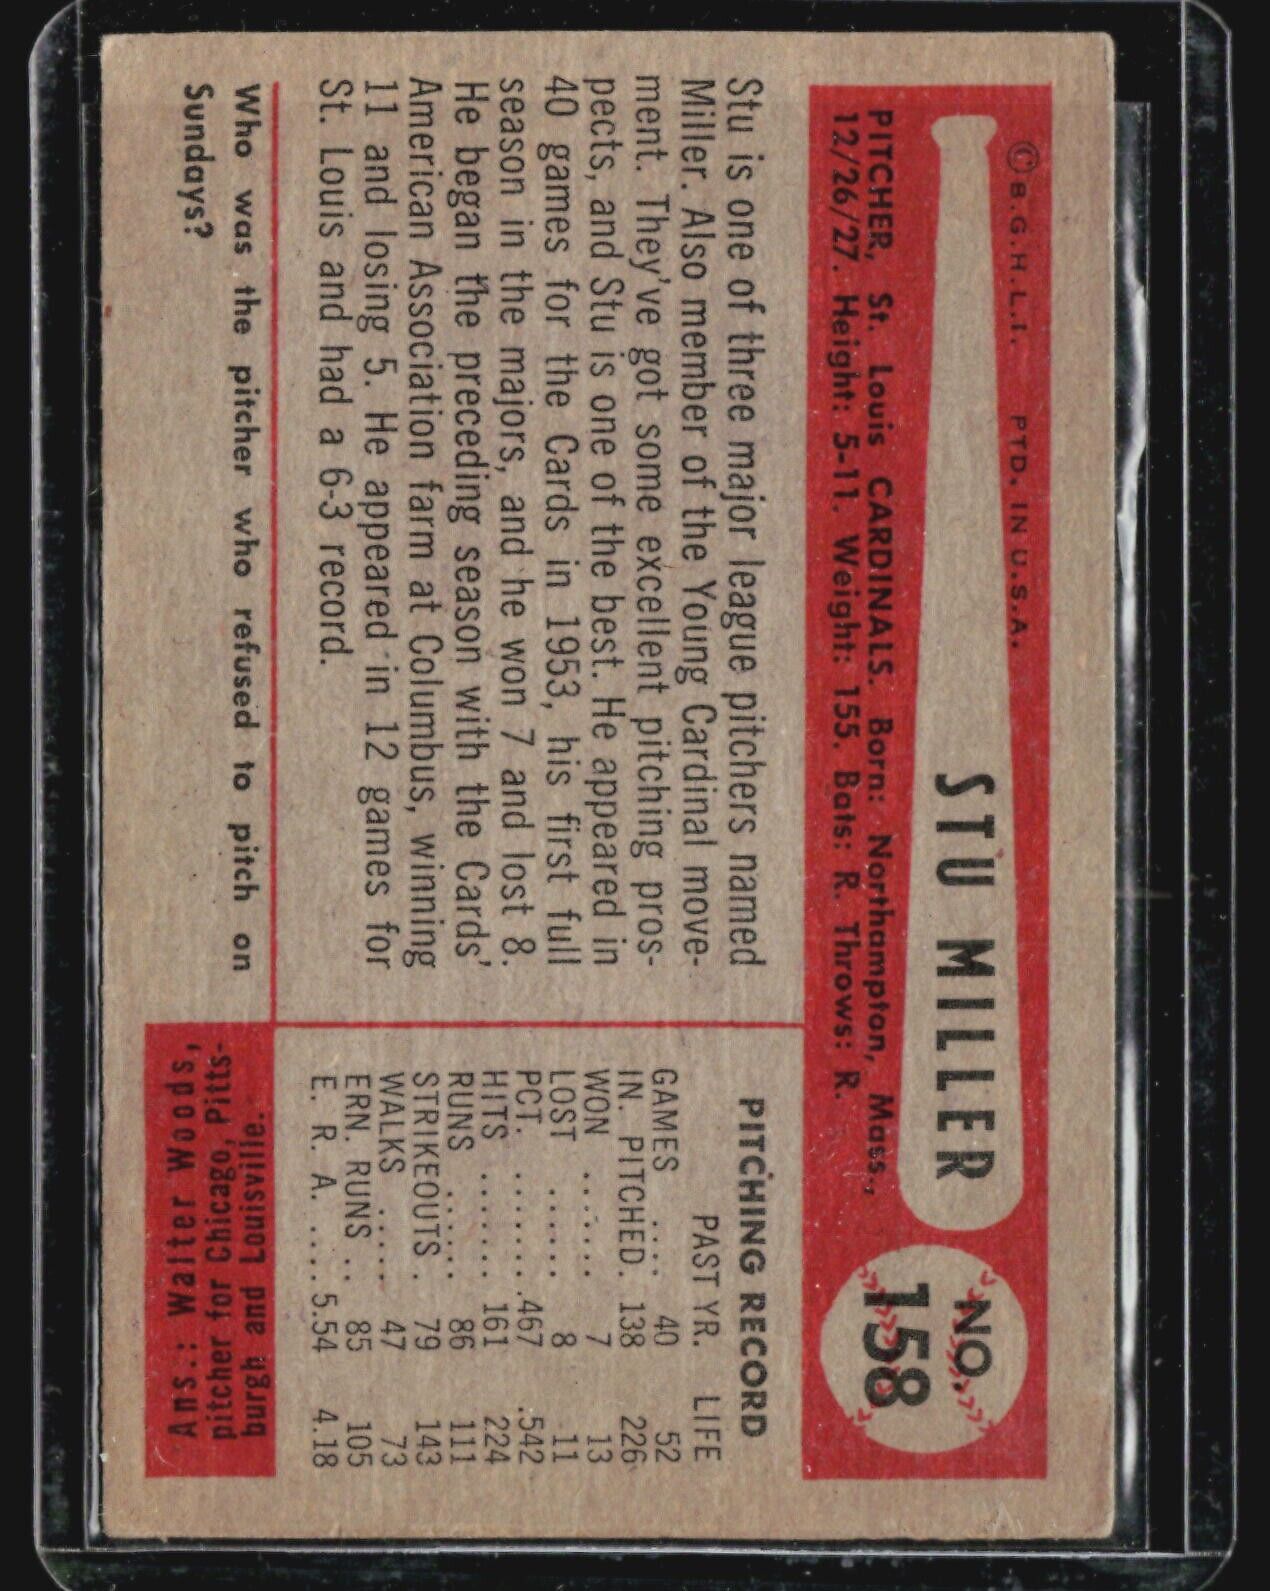 © B.G.H.L.I. PTD. IN U.S.A.
STU MILLER
NO.
158
PITCHER, St. Louis CARDINALS. Born: Northampton, Mass.,
12/26/27. Height: 5-11. Weight: 155. Bats: R. Throws: R.
Stu is one of three major league pitchers named
Miller. Also member of the Young Cardinal move-
ment. They've got some excellent pitching pros-
pects, and Stu is one of the best. He appeared in
40 games for the Cards in 1953, his first full
season in the majors, and he won 7 and lost 8.
He began the preceding season with the Cards'
American Association farm at Columbus, winning
11 and losing 5. He appeared in 12 games for
St. Louis and had a 6-3 record.
PITCHING RECORD
PAST YR. LIFE
GAMES .... 40 52
IN. PITCHED. 138 226
WON ....... 7 13
LOST ...... 8 11
PCT. ....... .467 .542
HITS ....... 161 224
RUNS ...... 86 111
STRIKEOUTS . 79 143
WALKS ..... 47 73
ERN. RUNS .. 85 105
E. R. A. .... 5.54 4.18
Who was the pitcher who refused to pitch on
Sundays?
Ans.: Walter Woods,
pitcher for Chicago, Pitts-
burgh and Louisville.